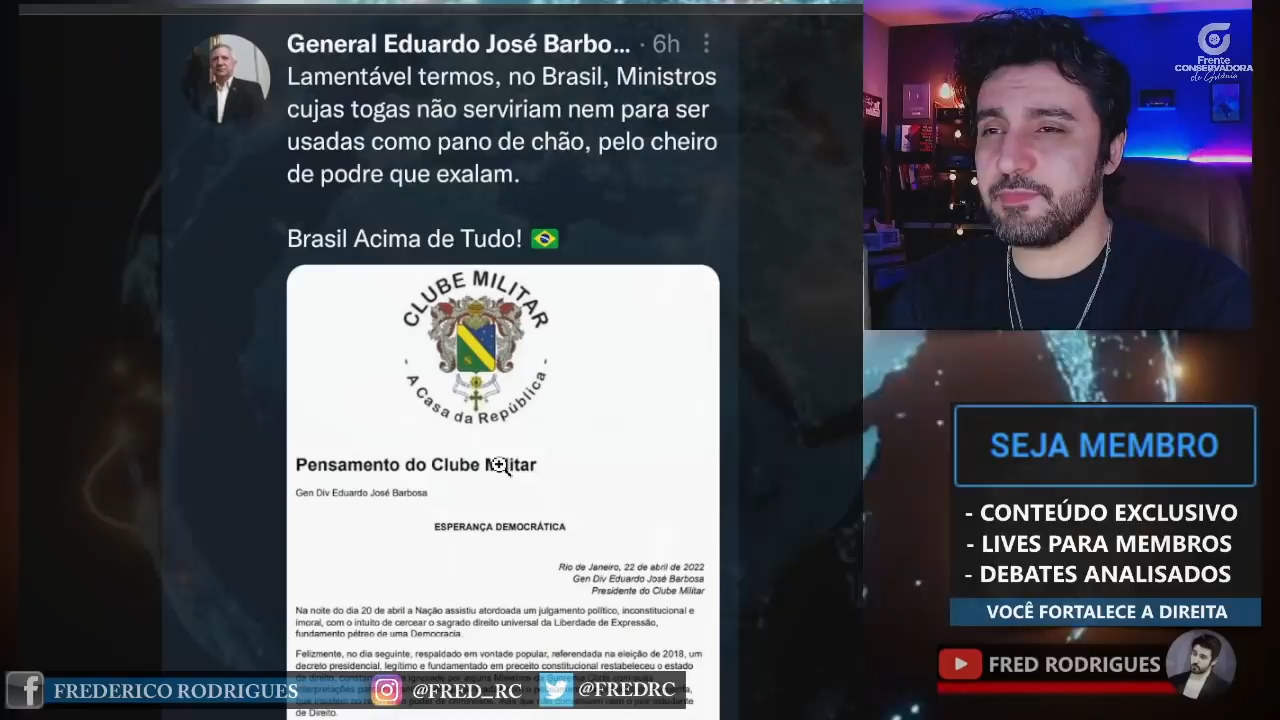 General Eduardo José Barbo... · 6h
Lamentável termos, no Brasil, Ministros
cujas togas não serviriam nem para ser
usadas como pano de chão, pelo cheiro
de podre que exalam.
Brasil Acima de Tudo!
CLUBE MILITAR
- A Casa da República -
Pensamento do Clube Militar
Gen Div Eduardo José Barbosa
ESPERANÇA DEMOCRÁTICA
Rio de Janeiro, 22 de abril de 2022
Gen Div Eduardo José Barbosa
Presidente do Clube Militar
Na noite do dia 20 de abril a Nação assistiu atordoada um julgamento político, inconstitucional e
imoral, com o intuito de cercear o sagrado direito universal da Liberdade de Expressão,
fundamento pétreo de uma Democracia.
Felizmente, no dia seguinte, respaldado em vontade popular, referendada na eleição de 2018, um
decreto presidencial, legítimo e fundamentado em preceito constitucional restabeleceu o estado
de Direito.
Frente
CONSERVADORA
de Goiânia
SEJA MEMBRO
- CONTEÚDO EXCLUSIVO
- LIVES PARA MEMBROS
- DEBATES ANALISADOS
VOCÊ FORTALECE A DIREITA
FRED RODRIGUES
FREDERICO RODRIGUES
@FRED_RC
@FREDRC